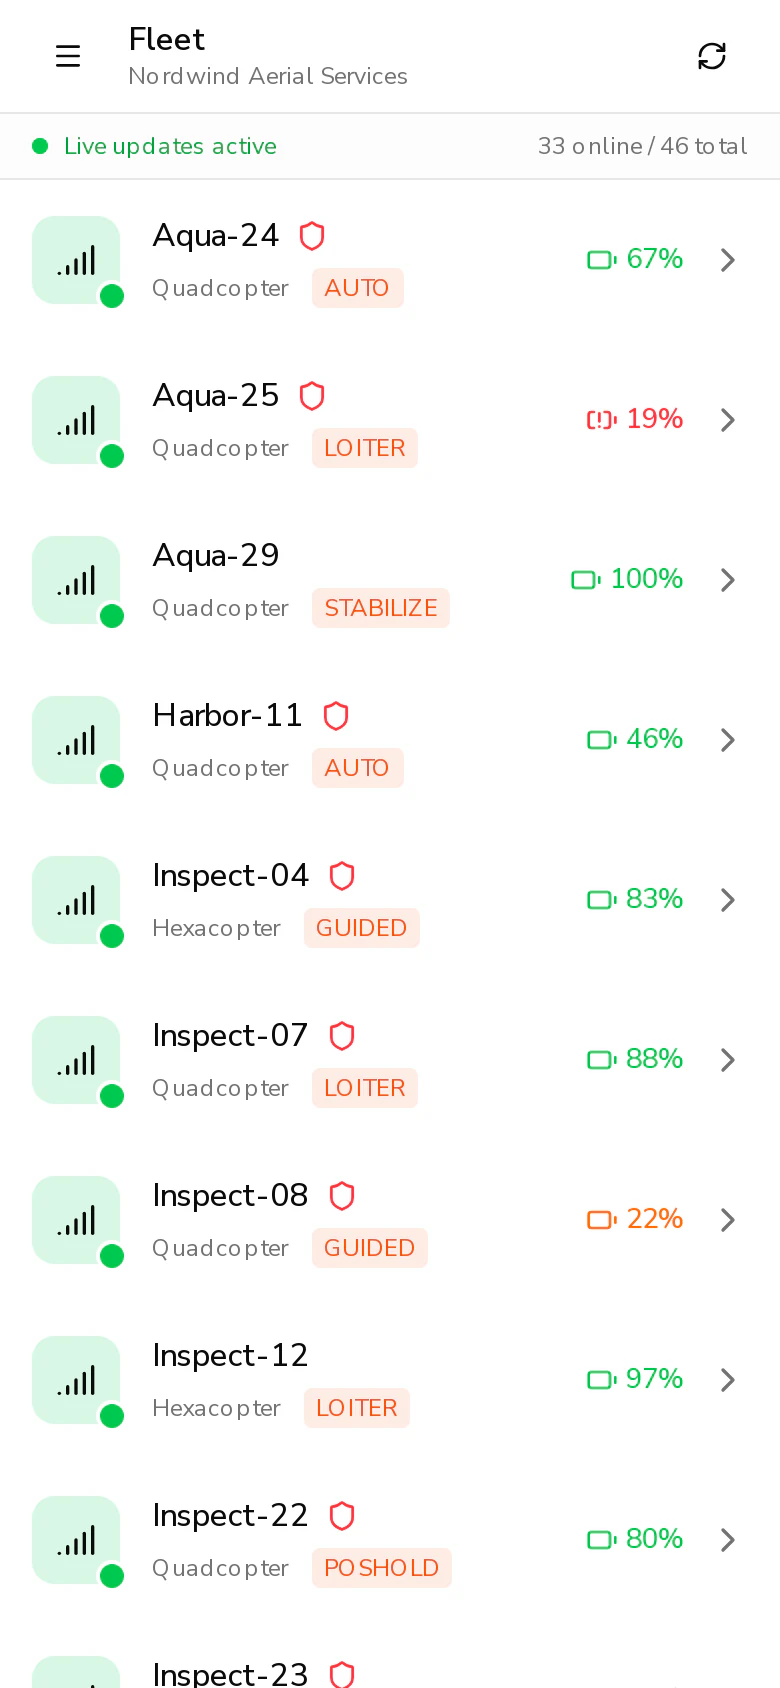 Fleet
Nordwind Aerial Services
Live updates active
33 online / 46 total
Aqua-24
Quadcopter AUTO
67%
Aqua-25
Quadcopter LOITER
19%
Aqua-29
Quadcopter STABILIZE
100%
Harbor-11
Quadcopter AUTO
46%
Inspect-04
Hexacopter GUIDED
83%
Inspect-07
Quadcopter LOITER
88%
Inspect-08
Quadcopter GUIDED
22%
Inspect-12
Hexacopter LOITER
97%
Inspect-22
Quadcopter POSHOLD
80%
Inspect-23